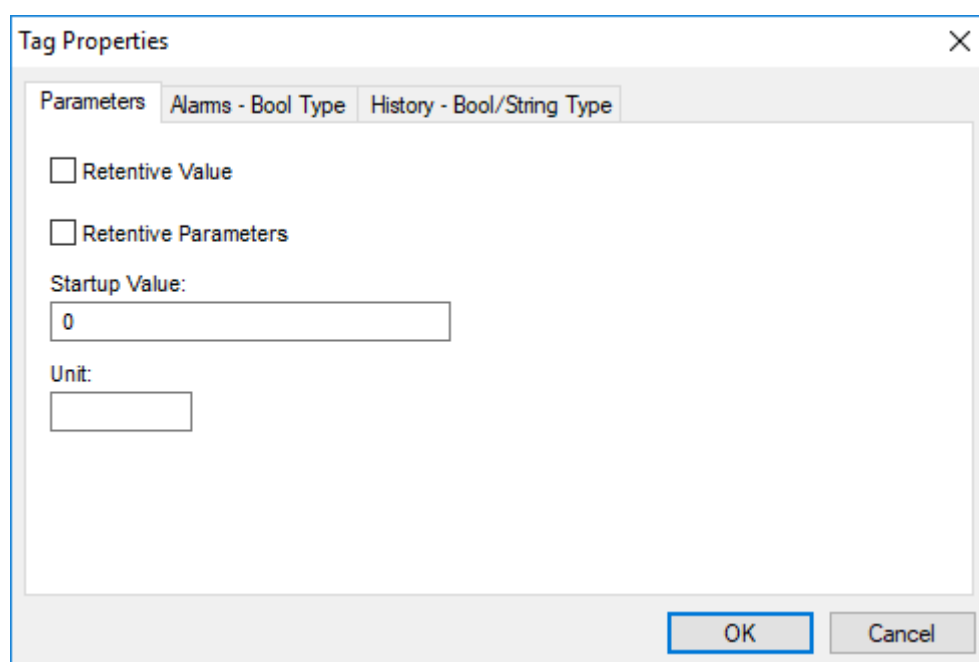 Tag Properties
Parameters Alarms - Bool Type History - Bool/String Type
Retentive Value
Retentive Parameters
Startup Value:
0
Unit:
OK Cancel